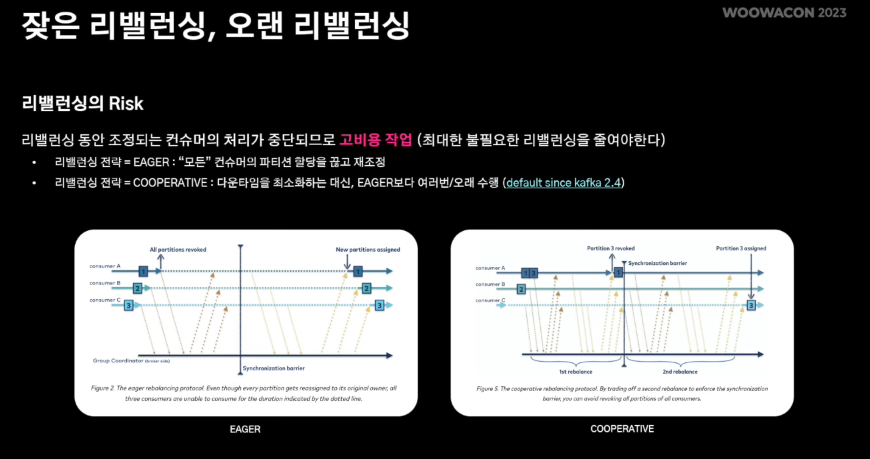 잦은 리밸런싱, 오랜 리밸런싱
WOOWACON 2023
리밸런싱의 Risk
리밸런싱 동안 조정되는 컨슈머의 처리가 중단되므로 고비용 작업 (최대한 불필요한 리밸런싱을 줄여야한다)
• 리밸런싱 전략 = EAGER : “모든” 컨슈머의 파티션 할당을 끊고 재조정
• 리밸런싱 전략 = COOPERATIVE : 다운타임을 최소화하는 대신, EAGER보다 여러번/오래 수행 (default since kafka 2.4)
All partitions revoked
New partitions assigned
consumer A
1
1
consumer B
2
2
consumer C
3
3
Group Coordinator (broker side)
Synchronization barrier
Figure 2. The eager rebalancing protocol. Even though every partition gets reassigned to its original owner, all
three consumers are unable to consume for the duration indicated by the dotted line.
EAGER
Partition 3 revoked
Partition 3 assigned
Synchronization barrier
consumer A
3
1
consumer B
2
consumer C
3
1st rebalance
2nd rebalance
Figure 5. The cooperative rebalancing protocol. By trading off a second rebalance to enforce the synchronization
barrier, you can avoid revoking all partitions of all consumers.
COOPERATIVE